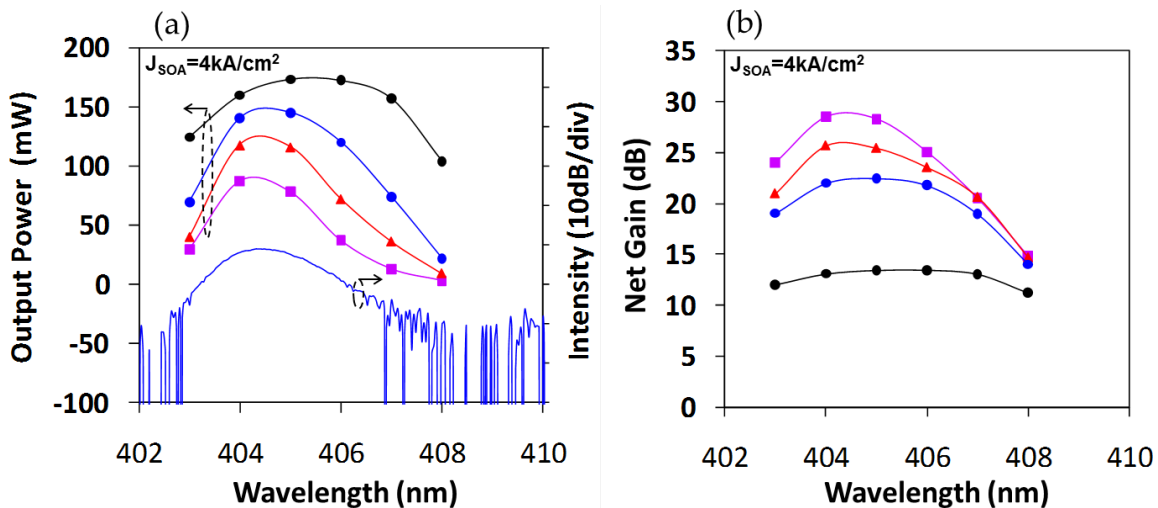 (a)
J_SOA=4kA/cm²
Output Power (mW)
200
150
100
50
0
-50
-100
Intensity (10dB/div)
402 404 406 408 410
Wavelength (nm)
(b)
J_SOA=4kA/cm²
Net Gain (dB)
35
30
25
20
15
10
5
0
402 404 406 408 410
Wavelength (nm)